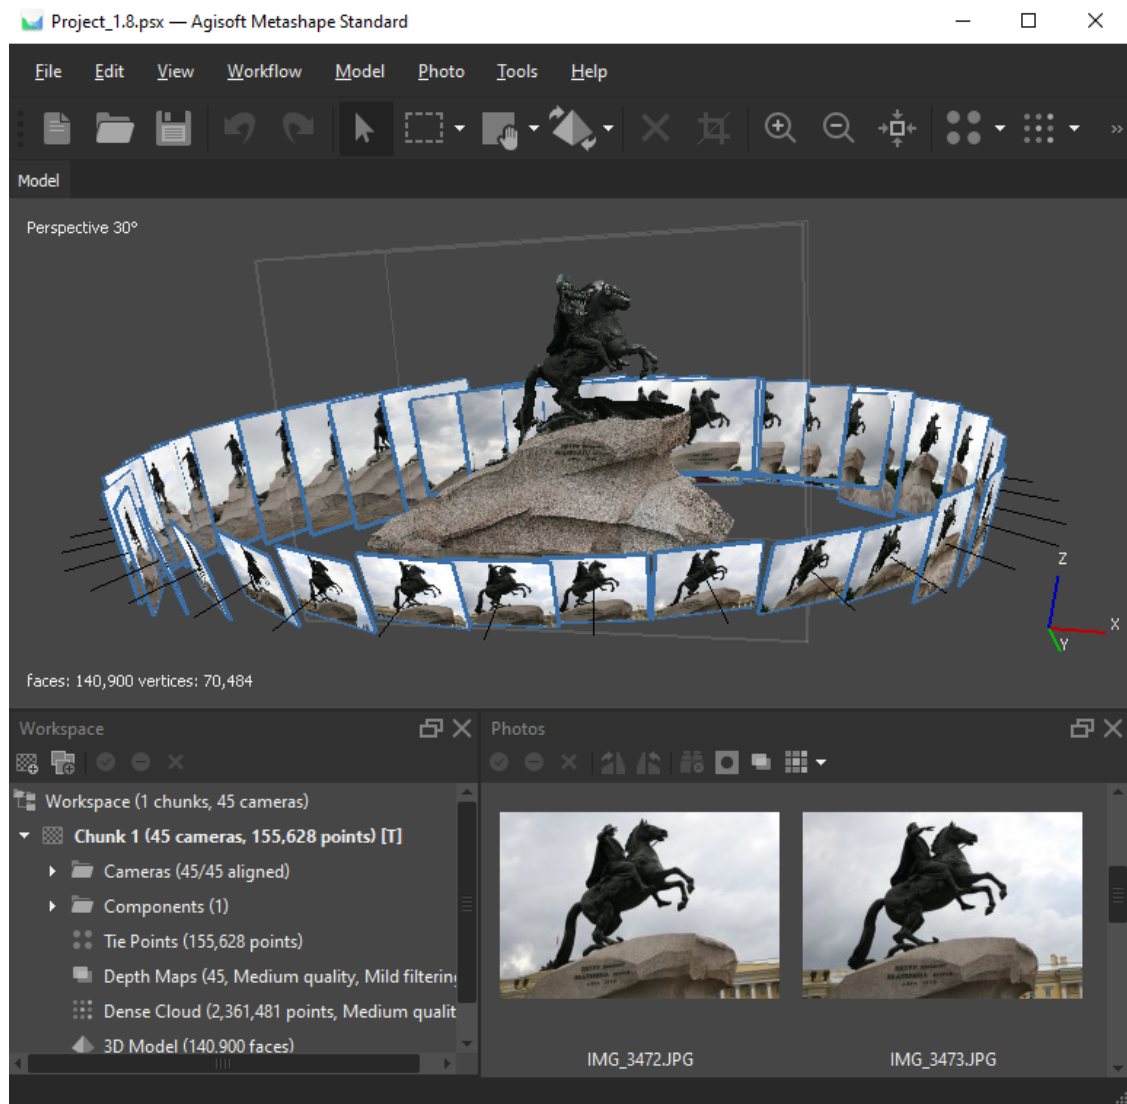 Project_1.8.psx — Agisoft Metashape Standard
File Edit View Workflow Model Photo Tools Help
Model
Perspective 30°
Z
X
Y
faces: 140,900 vertices: 70,484
Workspace
Workspace (1 chunks, 45 cameras)
Chunk 1 (45 cameras, 155,628 points) [T]
Cameras (45/45 aligned)
Components (1)
Tie Points (155,628 points)
Depth Maps (45, Medium quality, Mild filtering
Dense Cloud (2,361,481 points, Medium qualit
3D Model (140,900 faces)
Photos
IMG_3472.JPG
IMG_3473.JPG